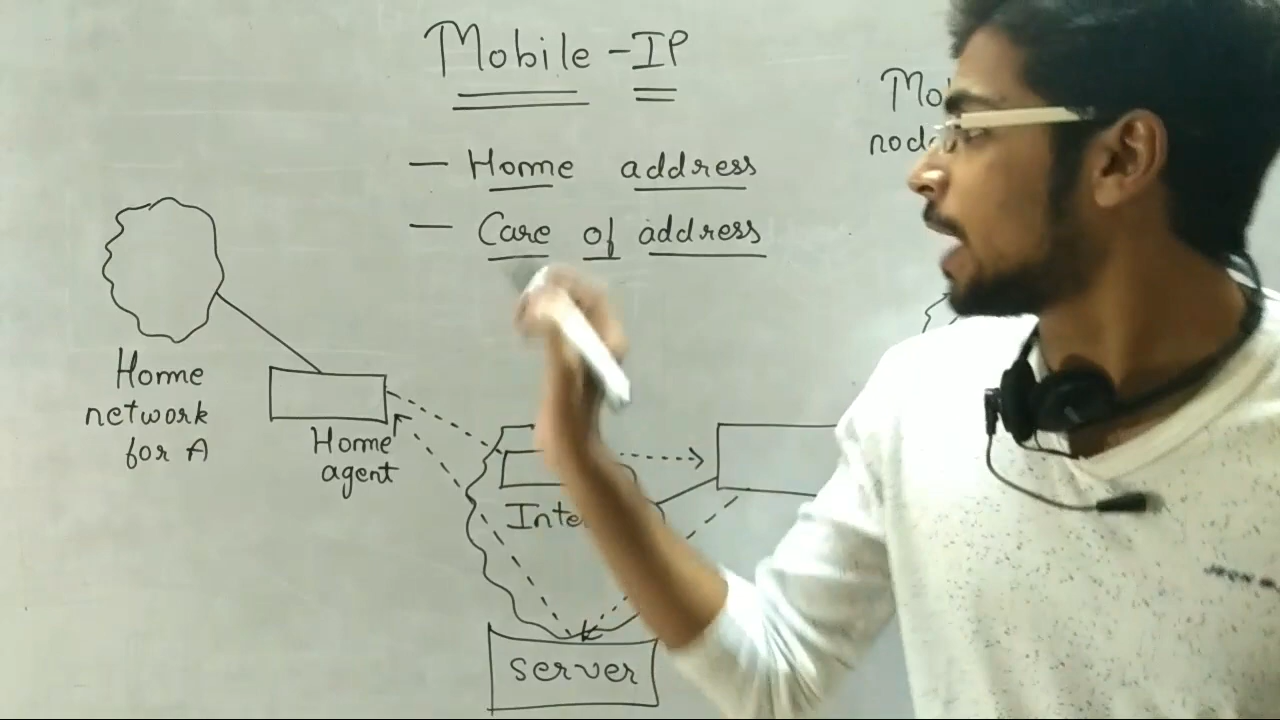 Mobile-IP
— Home address
— Care of address
Home
network
for A
Home
agent
server